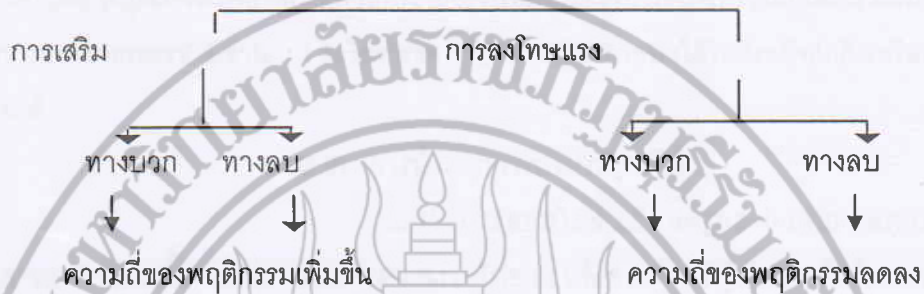 การเสริม การลงโทษแรง
ทางบวก ทางลบ ทางบวก ทางลบ
ความถี่ของพฤติกรรมเพิ่มขึ้น ความถี่ของพฤติกรรมลดลง